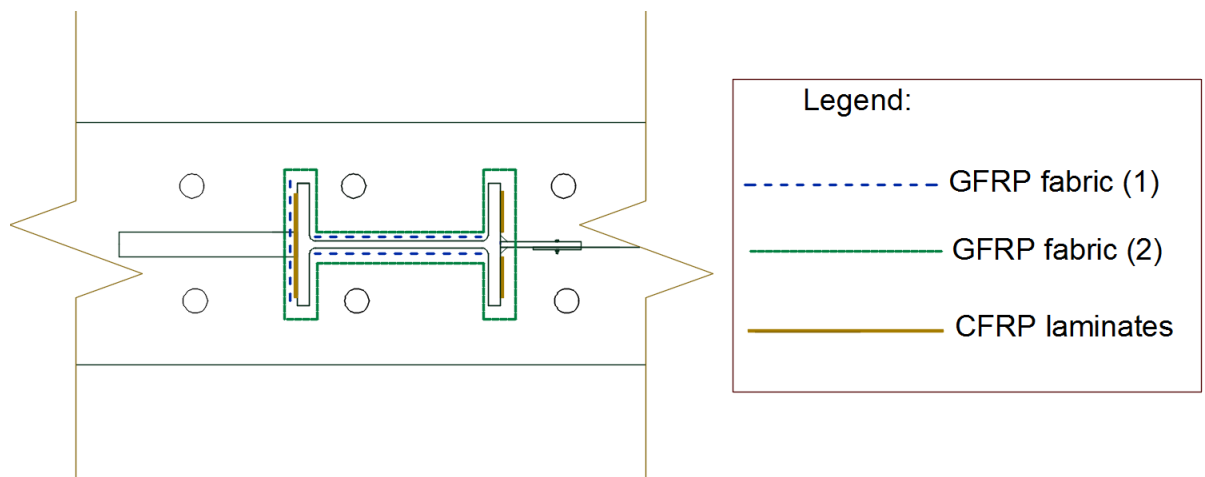 Legend:
GFRP fabric (1)
GFRP fabric (2)
CFRP laminates